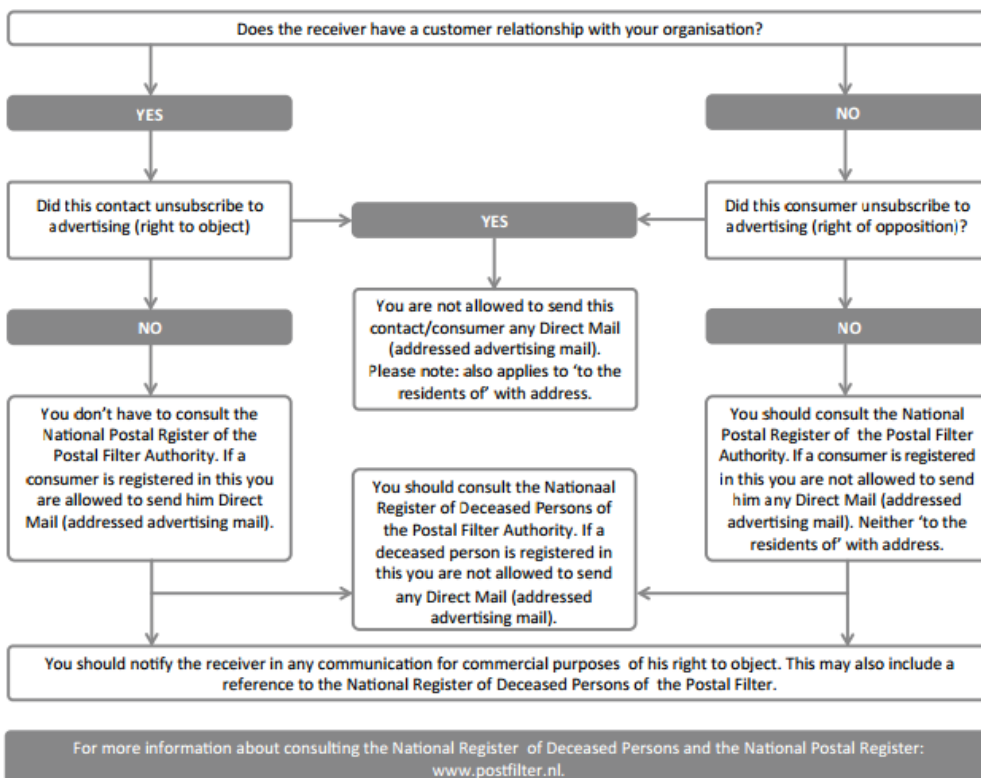 Does the receiver have a customer relationship with your organisation?
YES
NO
Did this contact unsubscribe to
advertising (right to object)
YES
Did this consumer unsubscribe to
advertising (right of opposition)?
You are not allowed to send this
contact/consumer any Direct Mail
(addressed advertising mail).
Please note: also applies to ‘to the
residents of’ with address.
NO
NO
You don’t have to consult the
National Postal Rgister of the
Postal Filter Authority. If a
consumer is registered in this you
are allowed to send him Direct
Mail (addressed advertising mail).
You should consult the National
Postal Register of the Postal Filter
Authority. If a consumer is registered
in this you are not allowed to send
him any Direct Mail (addressed
advertising mail). Neither ‘to the
residents of’ with address.
You should consult the Nationaal
Register of Deceased Persons of
the Postal Filter Authority. If a
deceased person is registered in
this you are not allowed to send
any Direct Mail (addressed
advertising mail).
You should notify the receiver in any communication for commercial purposes of his right to object. This may also include a
reference to the National Register of Deceased Persons of the Postal Filter.
For more information about consulting the National Register of Deceased Persons and the National Postal Register:
www.postfilter.nl.